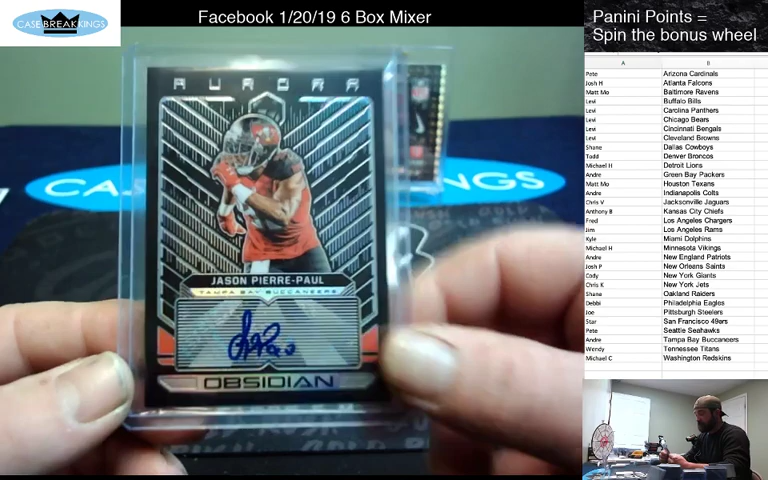 Facebook 1/20/19 6 Box Mixer
Panini Points =
Spin the bonus wheel
CASE BREAK KINGS
AURORA
JASON PIERRE-PAUL
TAMPA BAY BUCCANEERS
OBSIDIAN
CAS
NGS
A B
Pete Arizona Cardinals
Josh H Atlanta Falcons
Matt Mo Baltimore Ravens
Levi Buffalo Bills
Levi Carolina Panthers
Levi Chicago Bears
Levi Cincinnati Bengals
Levi Cleveland Browns
Shane Dallas Cowboys
Todd Denver Broncos
Michael H Detroit Lions
Andre Green Bay Packers
Matt Mo Houston Texans
Andre Indianapolis Colts
Chris V Jacksonville Jaguars
Anthony B Kansas City Chiefs
Fred Los Angeles Chargers
Jim Los Angeles Rams
Kyle Miami Dolphins
Michael H Minnesota Vikings
Andre New England Patriots
Josh P New Orleans Saints
Cody New York Giants
Chris K New York Jets
Shane Oakland Raiders
Debbi Philadelphia Eagles
Joe Pittsburgh Steelers
Star San Francisco 49ers
Pete Seattle Seahawks
Andre Tampa Bay Buccaneers
Wendy Tennessee Titans
Michael C Washington Redskins